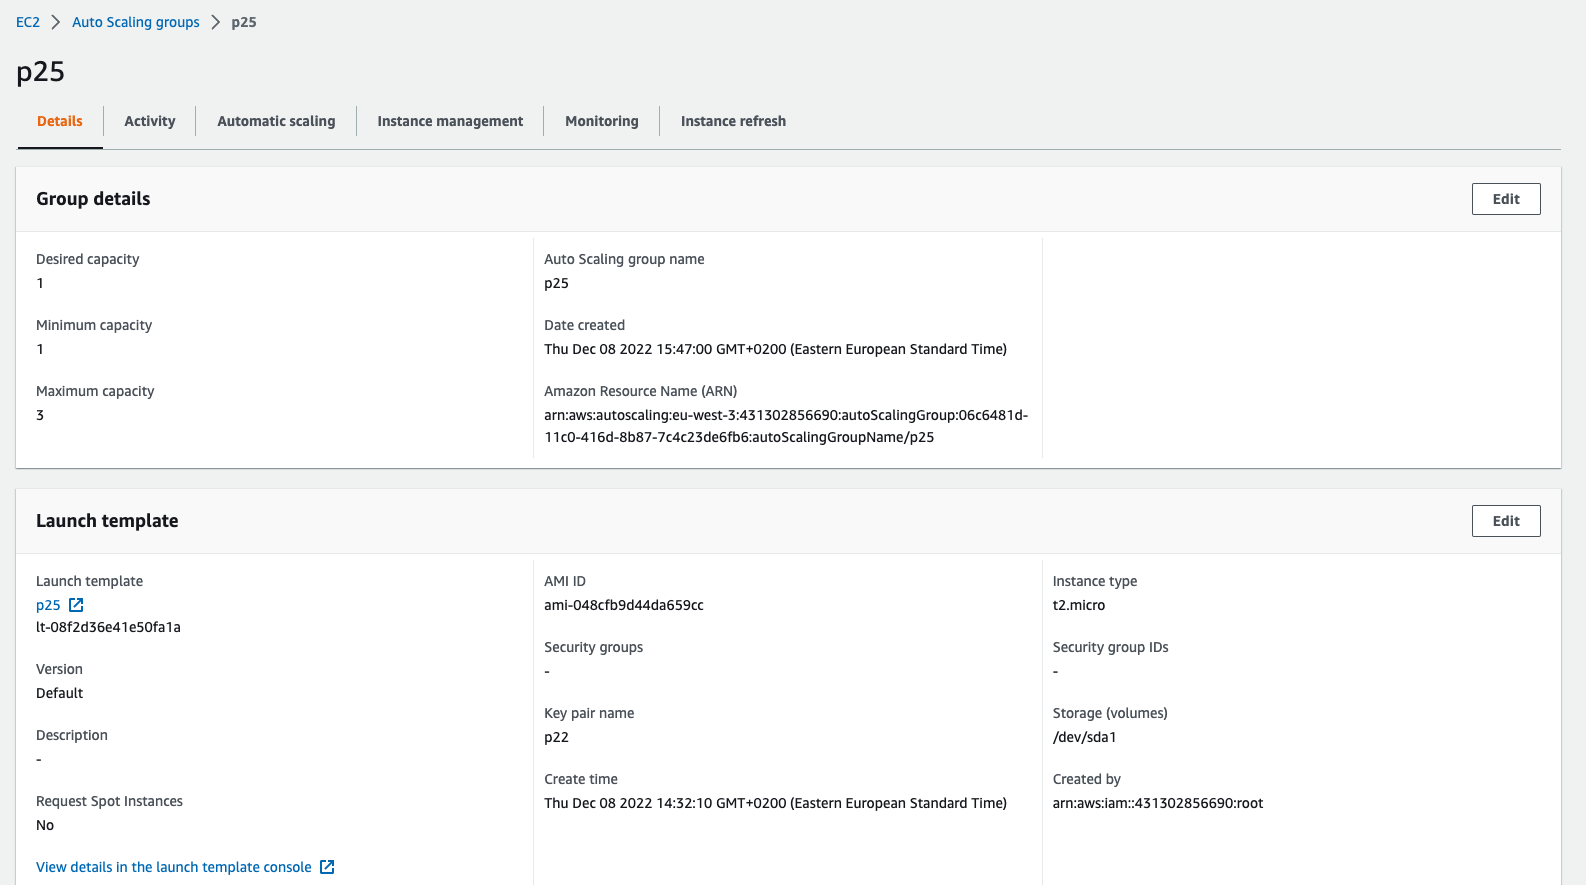 EC2 > Auto Scaling groups > p25
p25
Details Activity Automatic scaling Instance management Monitoring Instance refresh
Group details
Edit
Desired capacity
1
Minimum capacity
1
Maximum capacity
3
Auto Scaling group name
p25
Date created
Thu Dec 08 2022 15:47:00 GMT+0200 (Eastern European Standard Time)
Amazon Resource Name (ARN)
arn:aws:autoscaling:eu-west-3:431302856690:autoScalingGroup:06c6481d-
11c0-416d-8b87-7c4c23de6fb6:autoScalingGroupName/p25
Launch template
Edit
Launch template
p25
lt-08f2d36e41e50fa1a
Version
Default
Description
-
Request Spot Instances
No
View details in the launch template console
AMI ID
ami-048cfb9d44da659cc
Security groups
-
Key pair name
p22
Create time
Thu Dec 08 2022 14:32:10 GMT+0200 (Eastern European Standard Time)
Instance type
t2.micro
Security group IDs
-
Storage (volumes)
/dev/sda1
Created by
arn:aws:iam::431302856690:root